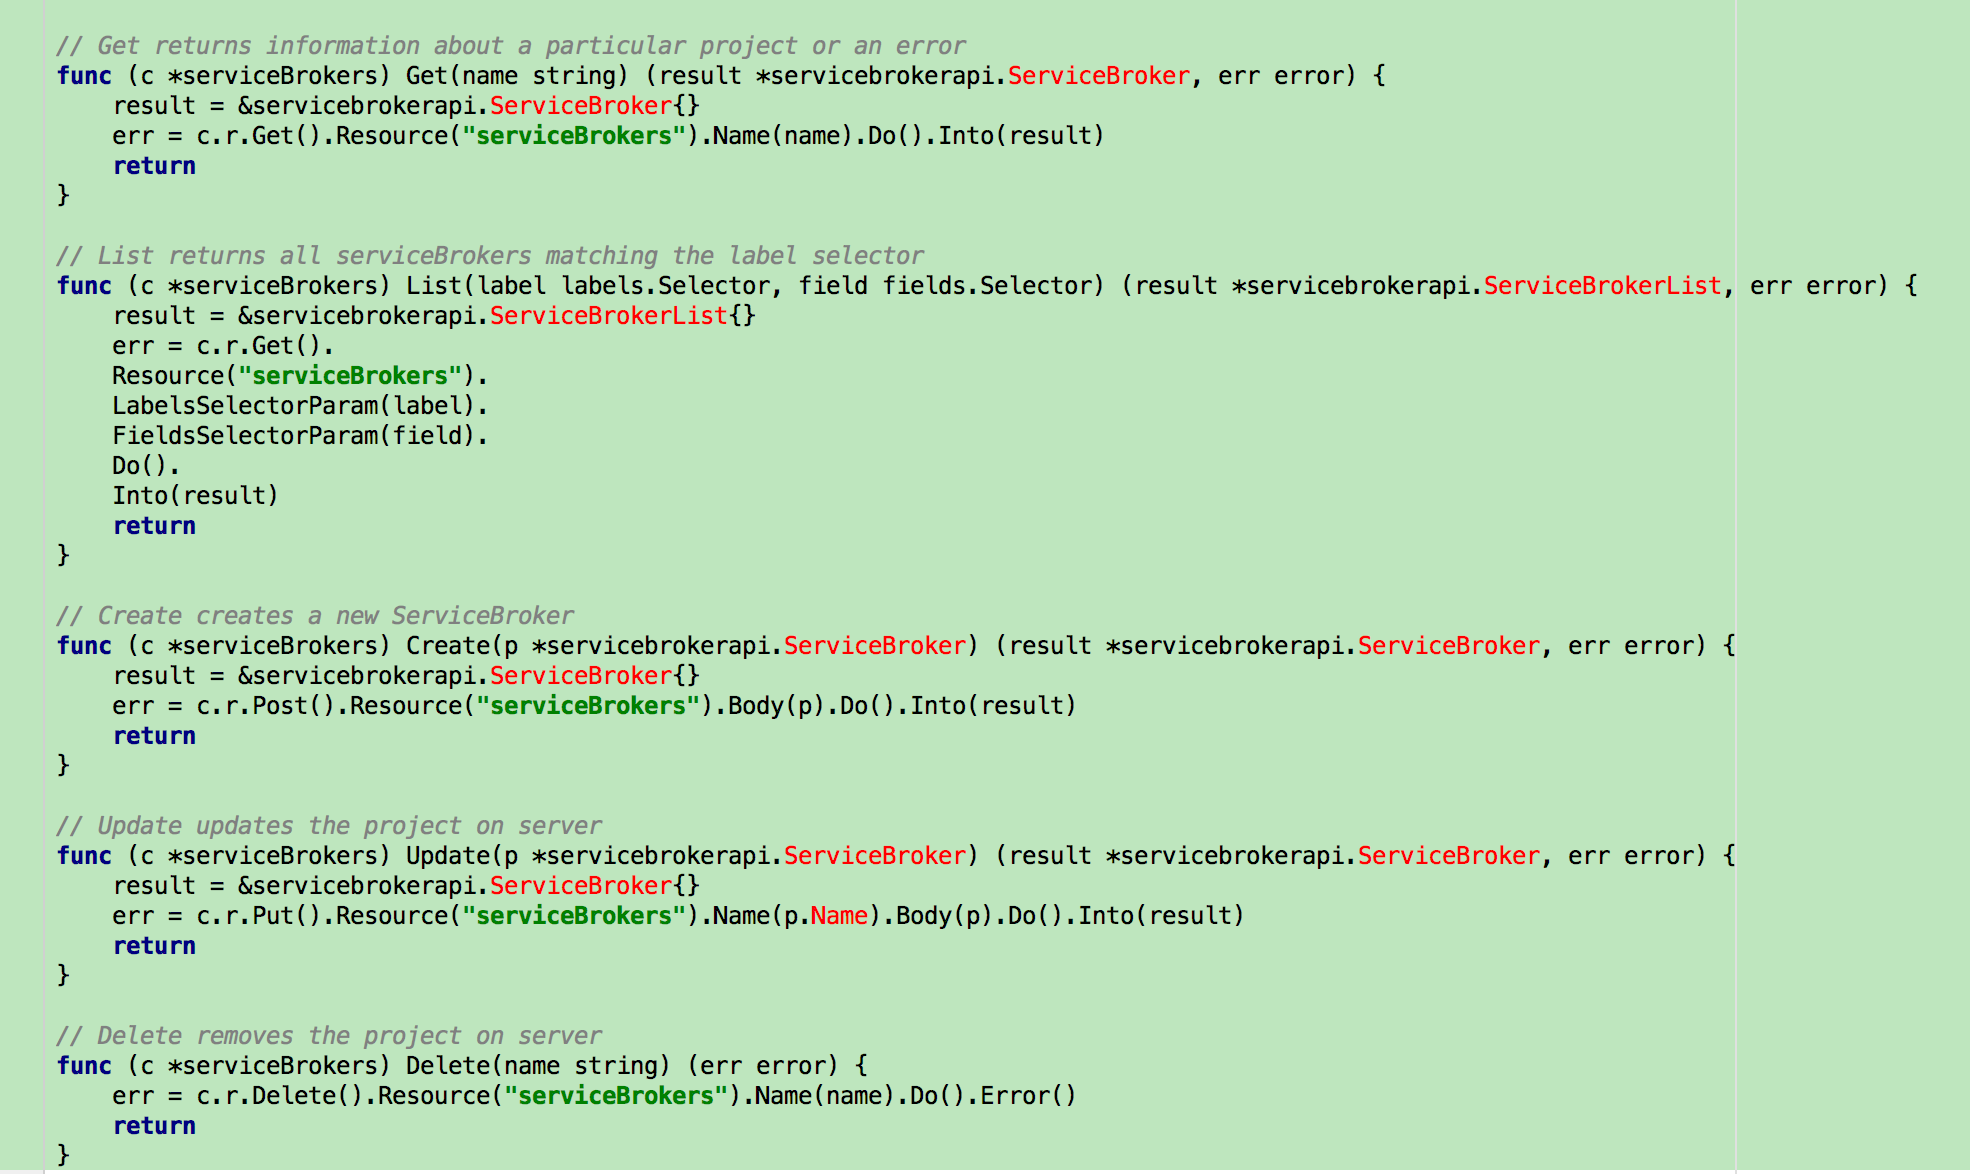 // Get returns information about a particular project or an error
func (c *serviceBrokers) Get(name string) (result *servicebrokerapi.ServiceBroker, err error) {
    result = &servicebrokerapi.ServiceBroker{}
    err = c.r.Get().Resource("serviceBrokers").Name(name).Do().Into(result)
    return
}

// List returns all serviceBrokers matching the label selector
func (c *serviceBrokers) List(label labels.Selector, field fields.Selector) (result *servicebrokerapi.ServiceBrokerList, err error) {
    result = &servicebrokerapi.ServiceBrokerList{}
    err = c.r.Get().
    Resource("serviceBrokers").
    LabelsSelectorParam(label).
    FieldsSelectorParam(field).
    Do().
    Into(result)
    return
}

// Create creates a new ServiceBroker
func (c *serviceBrokers) Create(p *servicebrokerapi.ServiceBroker) (result *servicebrokerapi.ServiceBroker, err error) {
    result = &servicebrokerapi.ServiceBroker{}
    err = c.r.Post().Resource("serviceBrokers").Body(p).Do().Into(result)
    return
}

// Update updates the project on server
func (c *serviceBrokers) Update(p *servicebrokerapi.ServiceBroker) (result *servicebrokerapi.ServiceBroker, err error) {
    result = &servicebrokerapi.ServiceBroker{}
    err = c.r.Put().Resource("serviceBrokers").Name(p.Name).Body(p).Do().Into(result)
    return
}

// Delete removes the project on server
func (c *serviceBrokers) Delete(name string) (err error) {
    err = c.r.Delete().Resource("serviceBrokers").Name(name).Do().Error()
    return
}